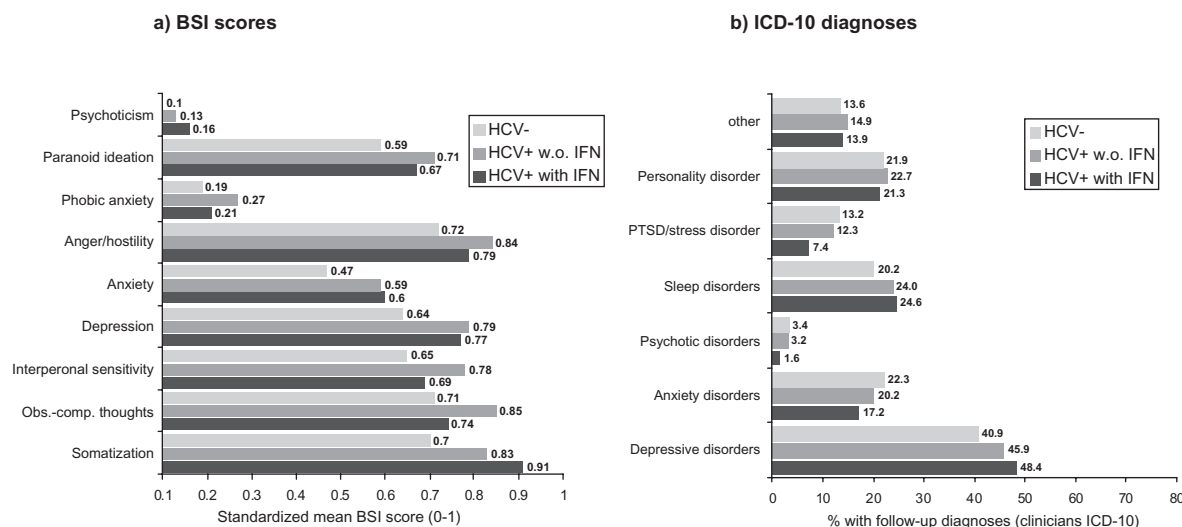 a) BSI scores
Psychoticism
0.1
0.13
0.16
Paranoid ideation
0.59
0.71
0.67
Phobic anxiety
0.19
0.27
0.21
Anger/hostility
0.72
0.84
0.79
Anxiety
0.47
0.59
0.6
Depression
0.64
0.79
0.77
Interperonal sensitivity
0.65
0.78
0.69
Obs.-comp. thoughts
0.71
0.85
0.74
Somatization
0.7
0.83
0.91
HCV-
HCV+ w.o. IFN
HCV+ with IFN
0.1 0.2 0.3 0.4 0.5 0.6 0.7 0.8 0.9 1
Standardized mean BSI score (0-1)
b) ICD-10 diagnoses
other
13.6
14.9
13.9
Personality disorder
21.9
22.7
21.3
PTSD/stress disorder
13.2
12.3
7.4
Sleep disorders
20.2
24.0
24.6
Psychotic disorders
3.4
3.2
1.6
Anxiety disorders
22.3
20.2
17.2
Depressive disorders
40.9
45.9
48.4
HCV-
HCV+ w.o. IFN
HCV+ with IFN
0 10 20 30 40 50 60 70 80
% with follow-up diagnoses (clinicians ICD-10)